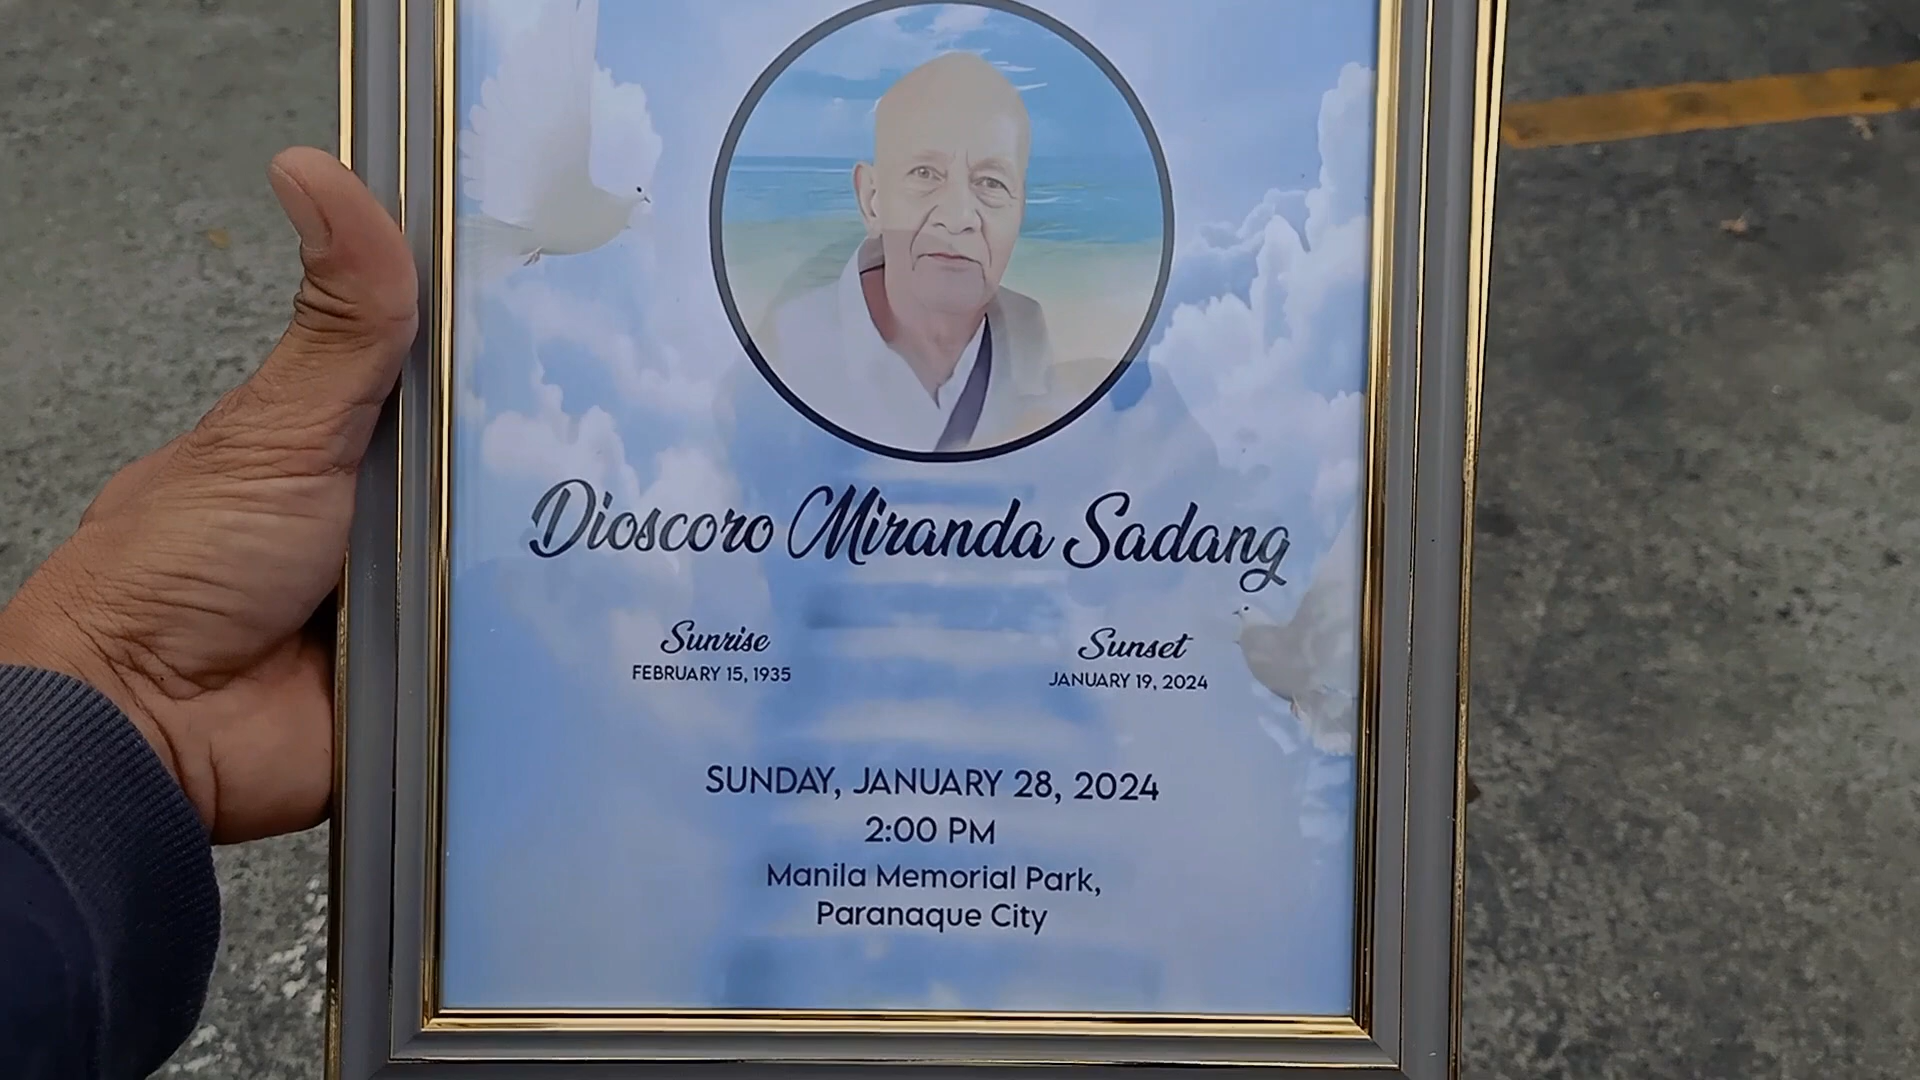 Dioscoro Miranda Sadang
Sunrise
FEBRUARY 15, 1935
Sunset
JANUARY 19, 2024
SUNDAY, JANUARY 28, 2024
2:00 PM
Manila Memorial Park,
Paranaque City